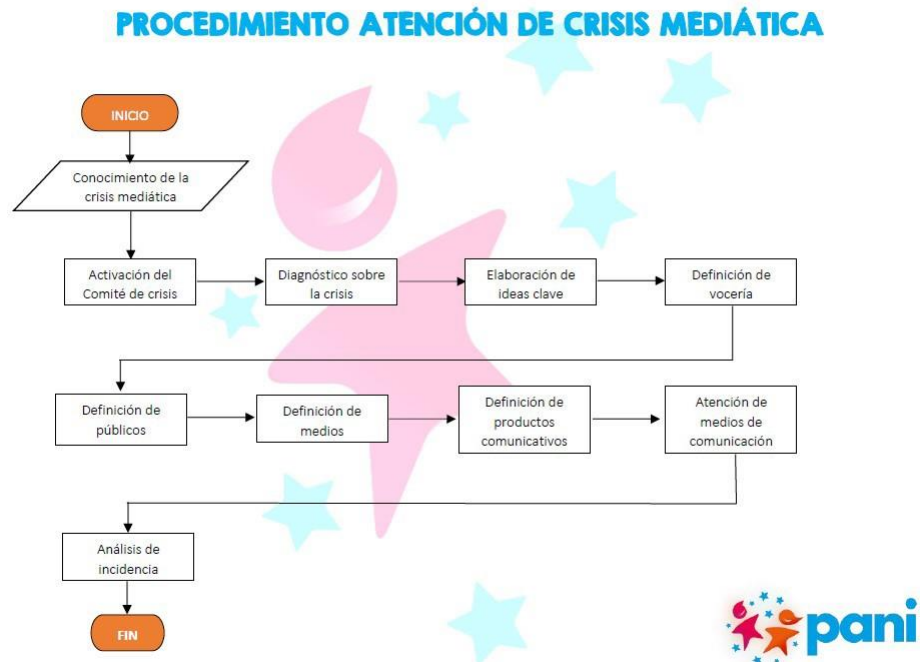 PROCEDIMIENTO ATENCIÓN DE CRISIS MEDIÁTICA
INICIO
Conocimiento de la
crisis mediática
Activación del
Comité de crisis
Diagnóstico sobre
la crisis
Elaboración de
ideas clave
Definición de
vocería
Definición de
públicos
Definición de
medios
Definición de
productos
comunicativos
Atención de
medios de
comunicación
Análisis de
incidencia
FIN
pani